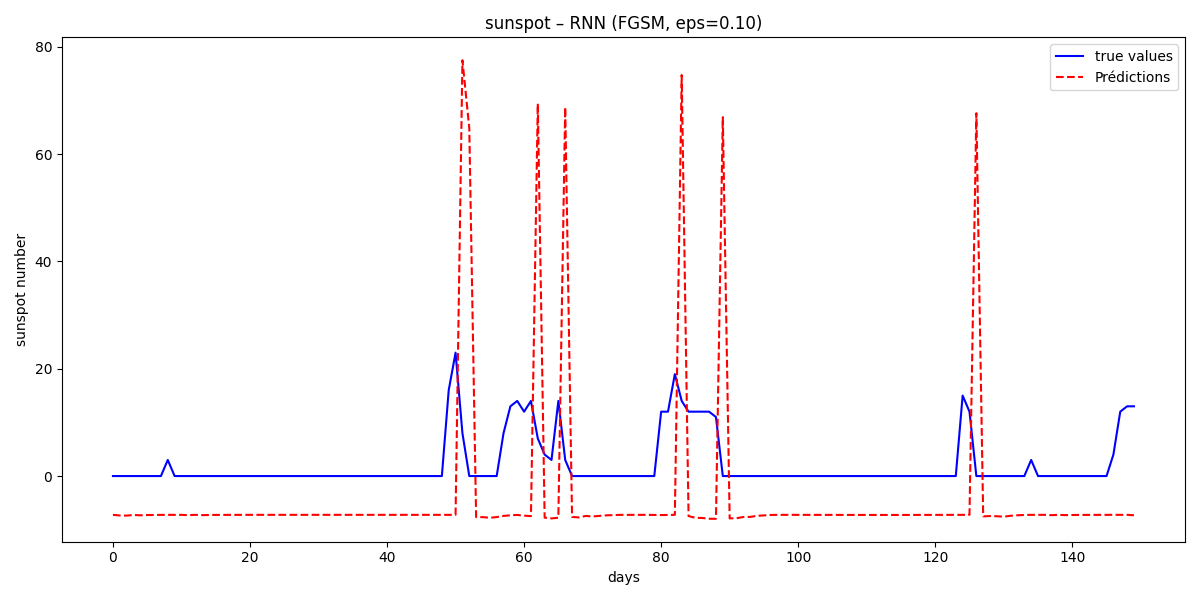 sunspot – RNN (FGSM, eps=0.10)
true values
Prédictions
sunspot number
80
60
40
20
0
0 20 40 60 80 100 120 140
days